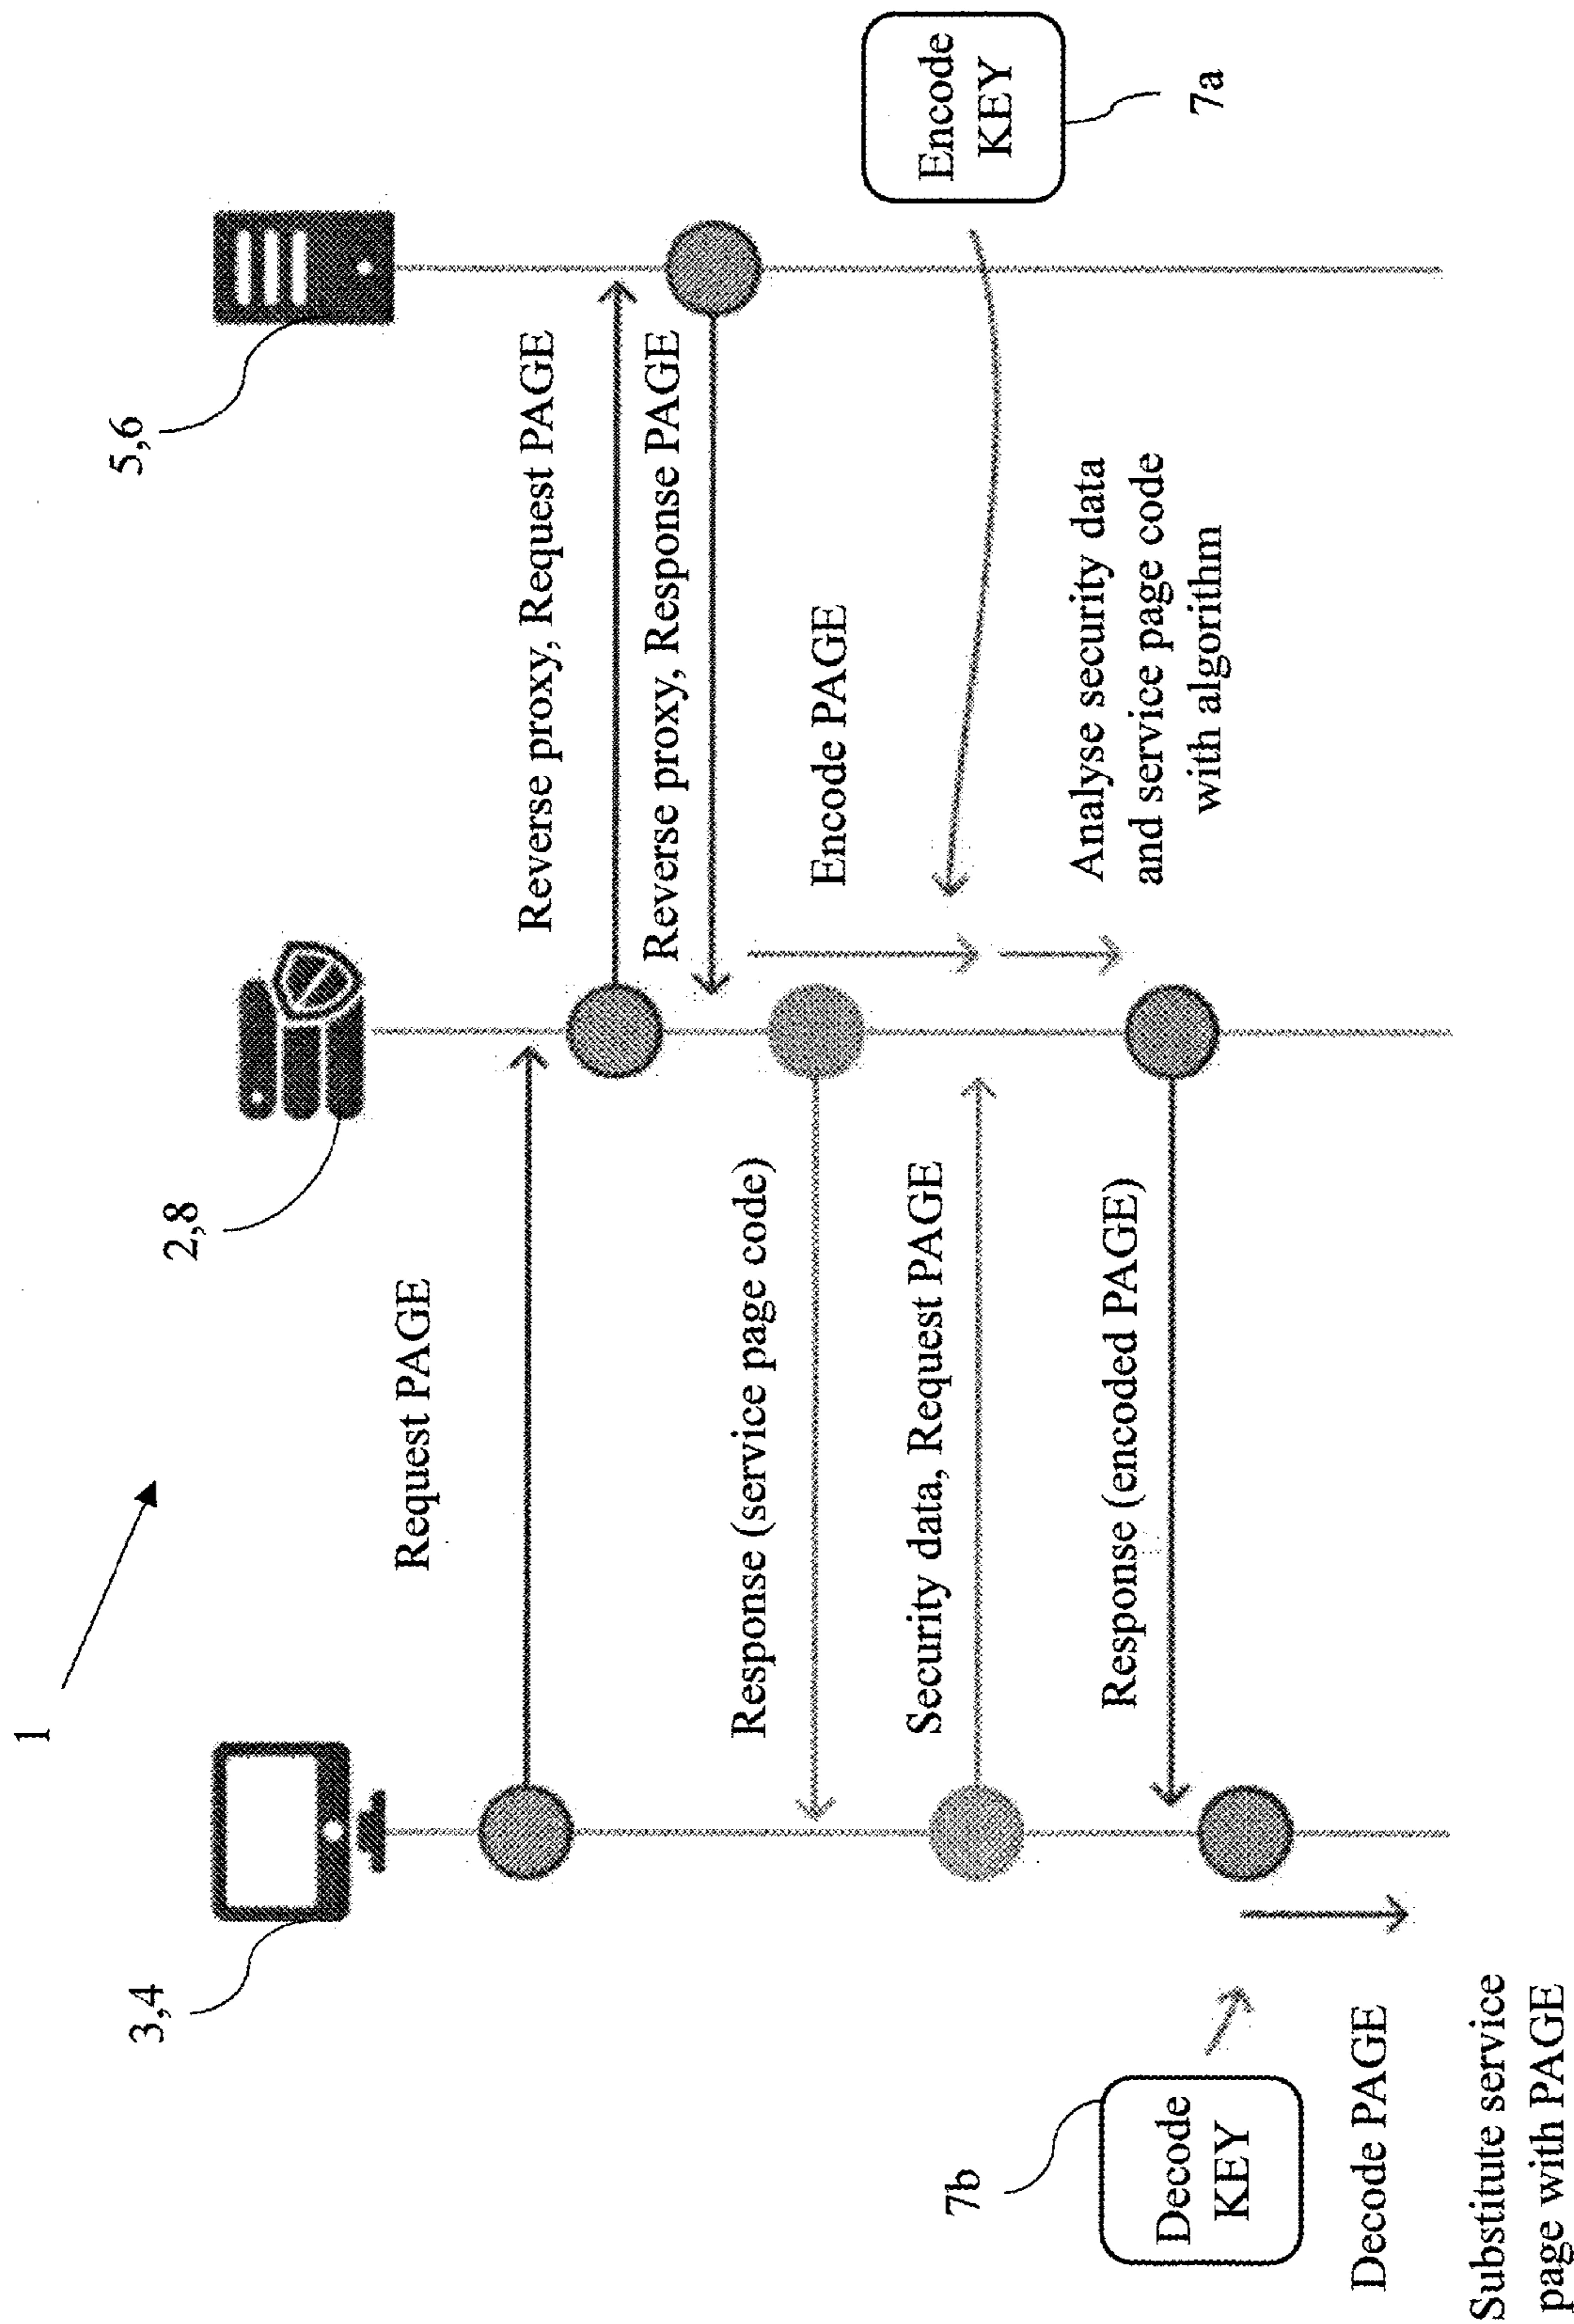 1
3,4
2,8
5,6
Request PAGE
Reverse proxy, Request PAGE
Reverse proxy, Response PAGE
Response (service page code)
Encode PAGE
Encode
KEY
7a
Security data, Request PAGE
Analyse security data
and service page code
with algorithm
Response (encoded PAGE)
7b
Decode
KEY
Decode PAGE
Substitute service
page with PAGE